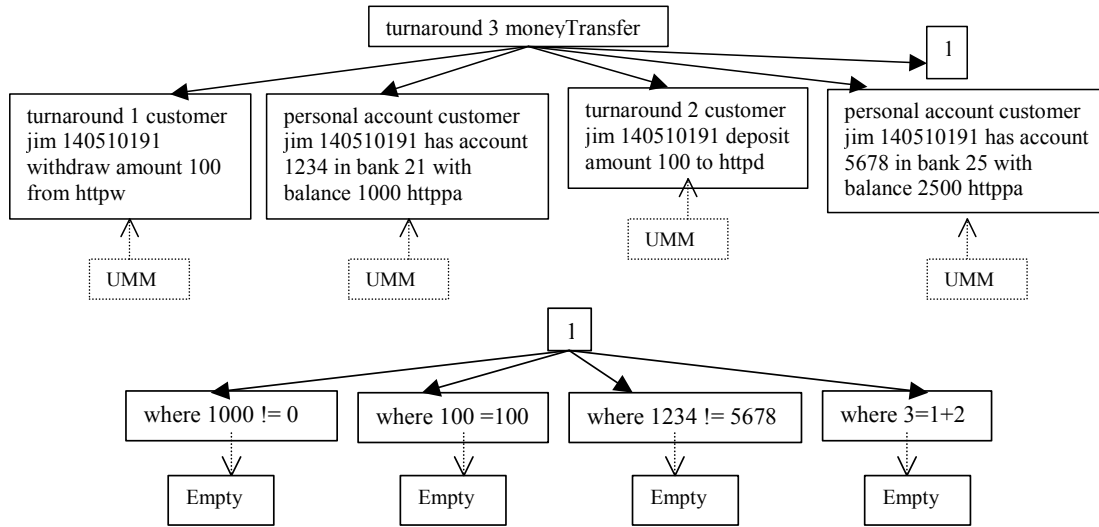 turnaround 3 moneyTransfer
1
turnaround 1 customer
jim 140510191
withdraw amount 100
from httpw
personal account customer
jim 140510191 has account
1234 in bank 21 with
balance 1000 httppa
turnaround 2 customer
jim 140510191 deposit
amount 100 to httpd
personal account customer
jim 140510191 has account
5678 in bank 25 with
balance 2500 httppa
UMM
UMM
UMM
UMM
1
where 1000 != 0
where 100 =100
where 1234 != 5678
where 3=1+2
Empty
Empty
Empty
Empty